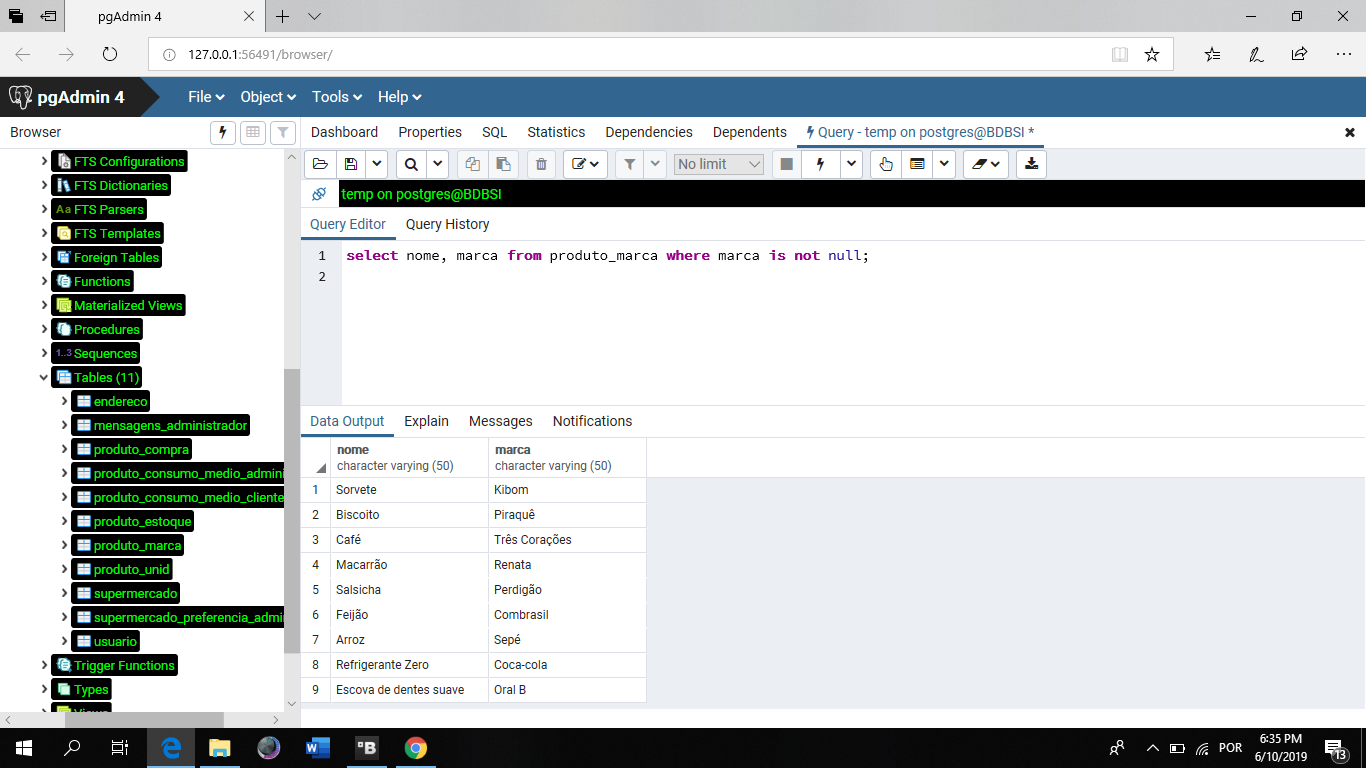 pgAdmin 4
127.0.0.1:56491/browser/
pgAdmin 4
File Object Tools Help
Browser
Dashboard Properties SQL Statistics Dependencies Dependents Query - temp on postgres@BDBSI *
No limit
temp on postgres@BDBSI
Query Editor Query History
1 select nome, marca from produto_marca where marca is not null;
2
FTS Configurations
Aa FTS Dictionaries
Aa FTS Parsers
FTS Templates
Foreign Tables
Functions
Materialized Views
Procedures
1..3 Sequences
Tables (11)
endereco
mensagens_administrador
produto_compra
produto_consumo_medio_admini
produto_consumo_medio_cliente
produto_estoque
produto_marca
produto_unid
supermercado
supermercado_preferencia_admi
usuario
Trigger Functions
Types
Views
Data Output Explain Messages Notifications
nome marca
character varying (50) character varying (50)
1 Sorvete Kibom
2 Biscoito Piraquê
3 Café Três Corações
4 Macarrão Renata
5 Salsicha Perdigão
6 Feijão Combrasil
7 Arroz Sepé
8 Refrigerante Zero Coca-cola
9 Escova de dentes suave Oral B
POR
6:35 PM
6/10/2019
13